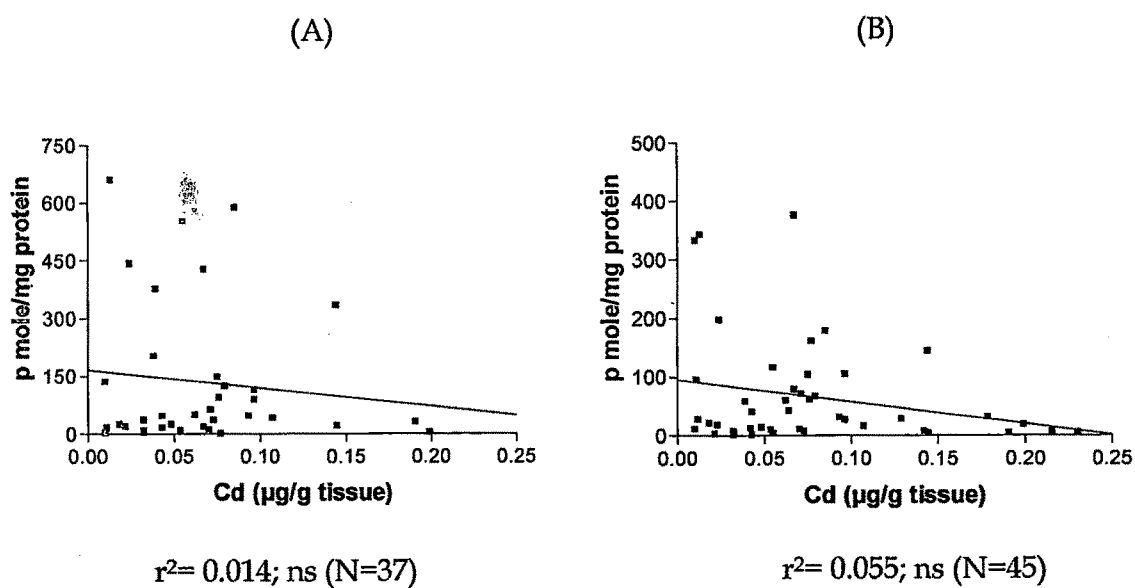 (A) (B)
750
600
450
300
150
0
p mole/mg protein
0.00 0.05 0.10 0.15 0.20 0.25
Cd (µg/g tissue)
r²= 0.014; ns (N=37)
500
400
300
200
100
0
p mole/mg protein
0.00 0.05 0.10 0.15 0.20 0.25
Cd (µg/g tissue)
r²= 0.055; ns (N=45)